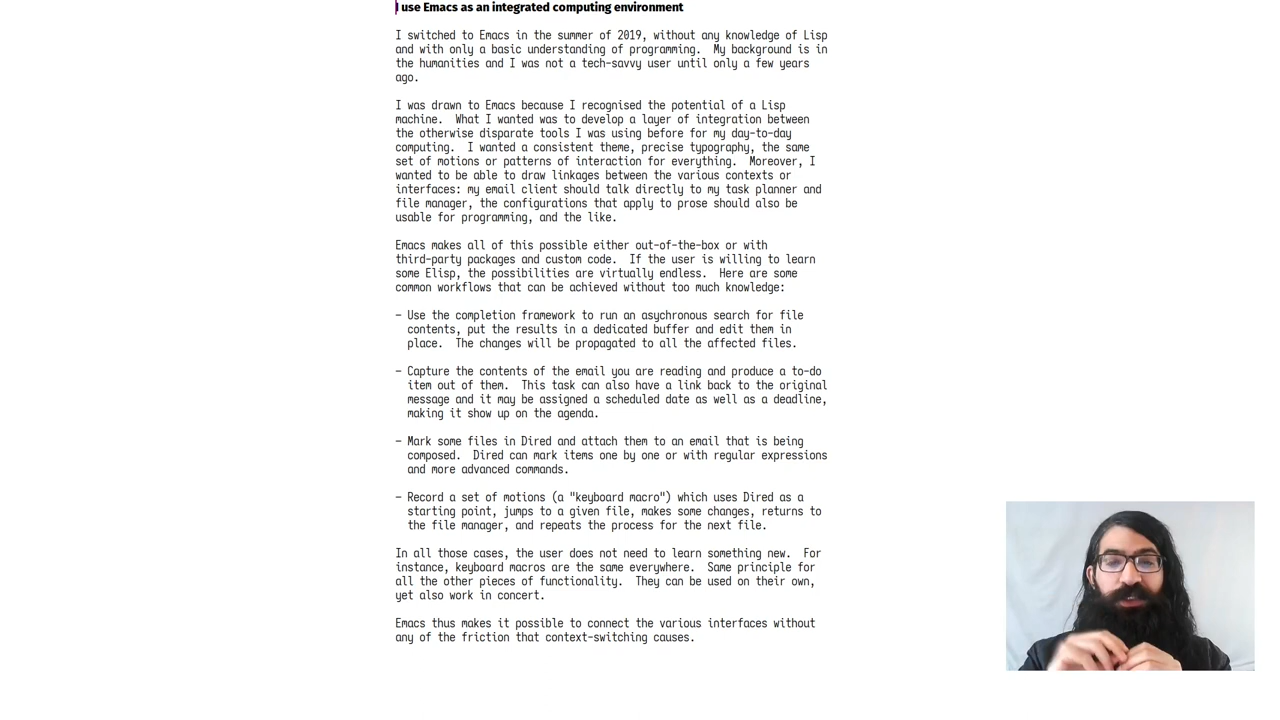 I use Emacs as an integrated computing environment
I switched to Emacs in the summer of 2019, without any knowledge of Lisp
and with only a basic understanding of programming.  My background is in
the humanities and I was not a tech-savvy user until only a few years
ago.
I was drawn to Emacs because I recognised the potential of a Lisp
machine.  What I wanted was to develop a layer of integration between
the otherwise disparate tools I was using before for my day-to-day
computing.  I wanted a consistent theme, precise typography, the same
set of motions or patterns of interaction for everything.  Moreover, I
wanted to be able to draw linkages between the various contexts or
interfaces: my email client should talk directly to my task planner and
file manager, the configurations that apply to prose should also be
usable for programming, and the like.
Emacs makes all of this possible either out-of-the-box or with
third-party packages and custom code.  If the user is willing to learn
some Elisp, the possibilities are virtually endless.  Here are some
common workflows that can be achieved without too much knowledge:
- Use the completion framework to run an asychronous search for file
contents, put the results in a dedicated buffer and edit them in
place.  The changes will be propagated to all the affected files.
- Capture the contents of the email you are reading and produce a to-do
item out of them.  This task can also have a link back to the original
message and it may be assigned a scheduled date as well as a deadline,
making it show up on the agenda.
- Mark some files in Dired and attach them to an email that is being
composed.  Dired can mark items one by one or with regular expressions
and more advanced commands.
- Record a set of motions (a "keyboard macro") which uses Dired as a
starting point, jumps to a given file, makes some changes, returns to
the file manager, and repeats the process for the next file.
In all those cases, the user does not need to learn something new.  For
instance, keyboard macros are the same everywhere.  Same principle for
all the other pieces of functionality.  They can be used on their own,
yet also work in concert.
Emacs thus makes it possible to connect the various interfaces without
any of the friction that context-switching causes.